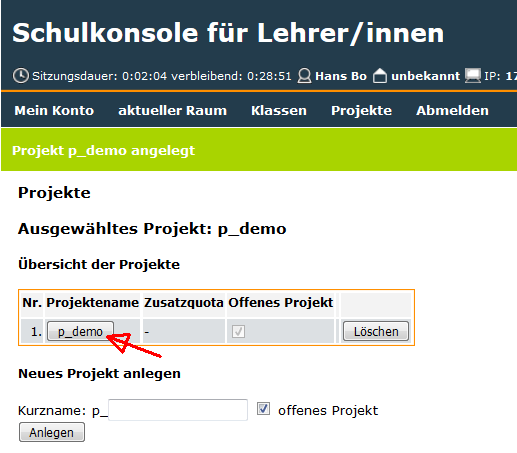 Schulkonsole für Lehrer/innen
Sitzungsdauer: 0:02:04 verbleibend: 0:28:51 Hans Bo unbekannt IP: 17
Mein Konto aktueller Raum Klassen Projekte Abmelden
Projekt p_demo angelegt
Projekte
Ausgewähltes Projekt: p_demo
Übersicht der Projekte
Nr. Projektename Zusatzquota Offenes Projekt
1. p_demo - Löschen
Neues Projekt anlegen
Kurzname: p_ offenes Projekt
Anlegen